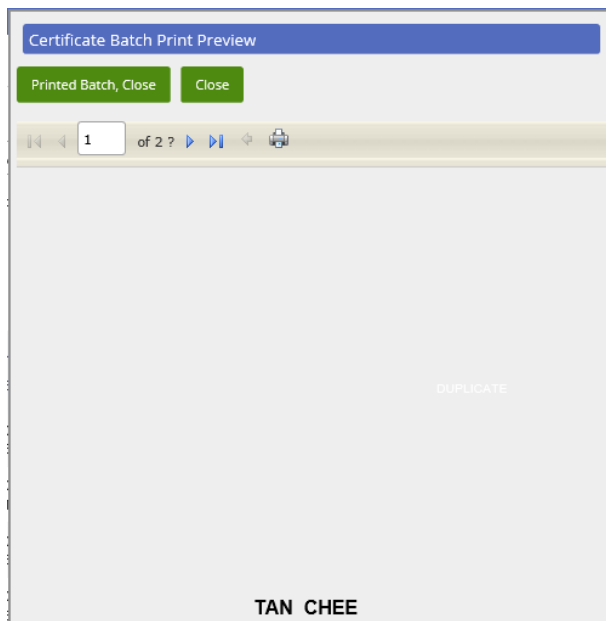 Certificate Batch Print Preview
Printed Batch, Close Close
1 of 2 ?
DUPLICATE
TAN CHEE